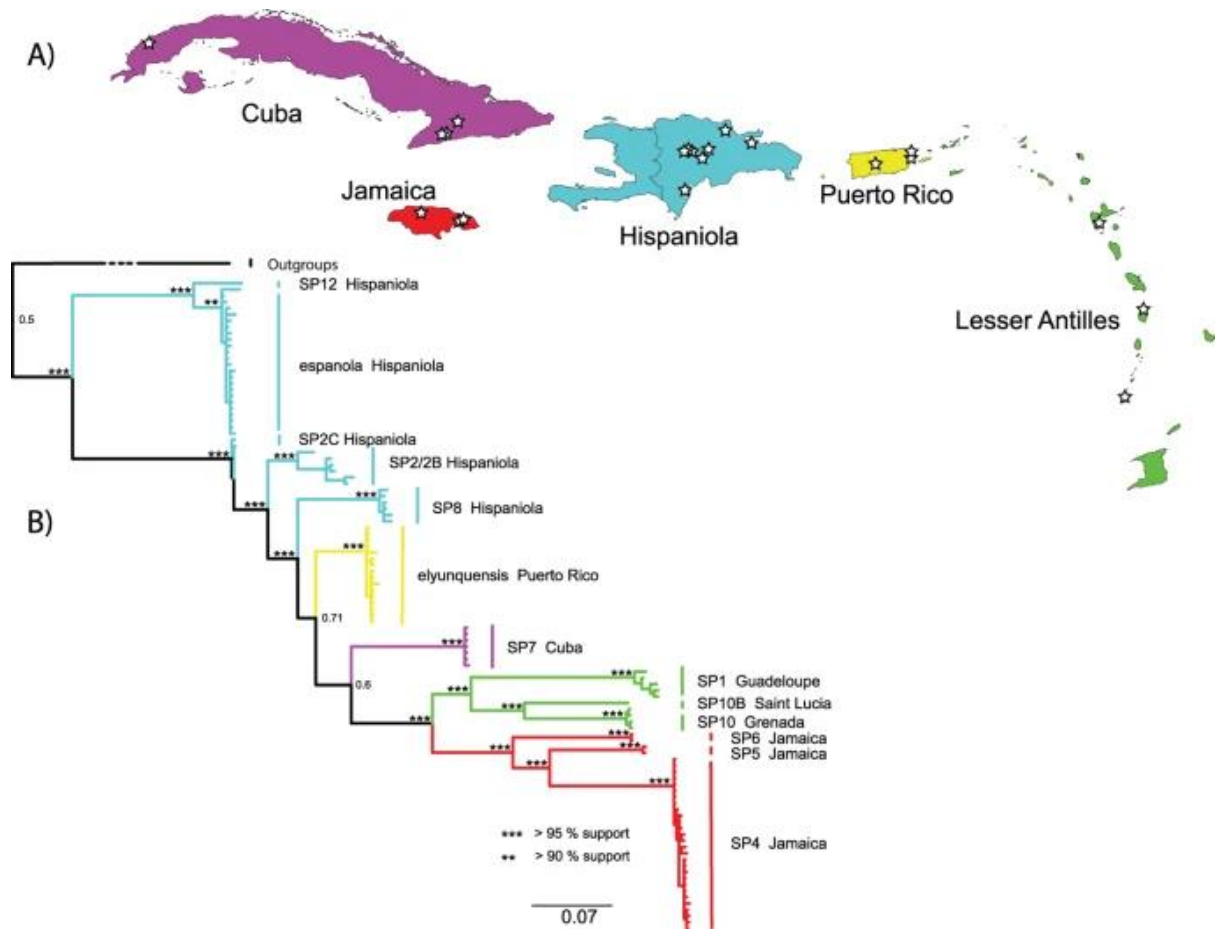 A)
Cuba
Jamaica
Hispaniola
Puerto Rico
Lesser Antilles
B)
Outgroups
SP12 Hispaniola
**
***
0.5
espanola Hispaniola
***
SP2C Hispaniola
***
***
SP2/2B Hispaniola
***
***
SP8 Hispaniola
***
***
elyunquensis Puerto Rico
0.71
***
SP7 Cuba
0.6
***
SP1 Guadeloupe
***
***
SP10B Saint Lucia
***
SP10 Grenada
***
***
SP6 Jamaica
***
***
SP5 Jamaica
***
***
SP4 Jamaica
*** > 95 % support
** > 90 % support
0.07